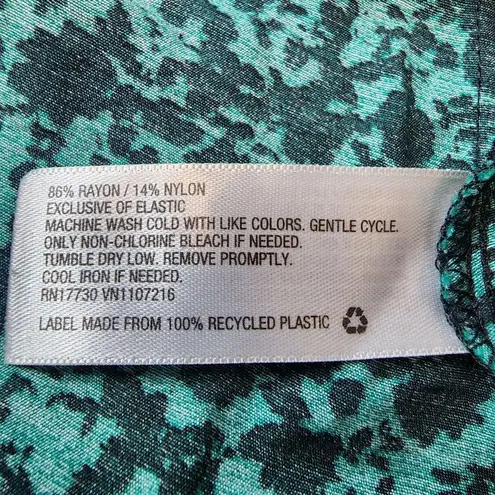 86% RAYON / 14% NYLON
EXCLUSIVE OF ELASTIC
MACHINE WASH COLD WITH LIKE COLORS. GENTLE CYCLE.
ONLY NON-CHLORINE BLEACH IF NEEDED.
TUMBLE DRY LOW. REMOVE PROMPTLY.
COOL IRON IF NEEDED.
RN17730 VN1107216
LABEL MADE FROM 100% RECYCLED PLASTIC